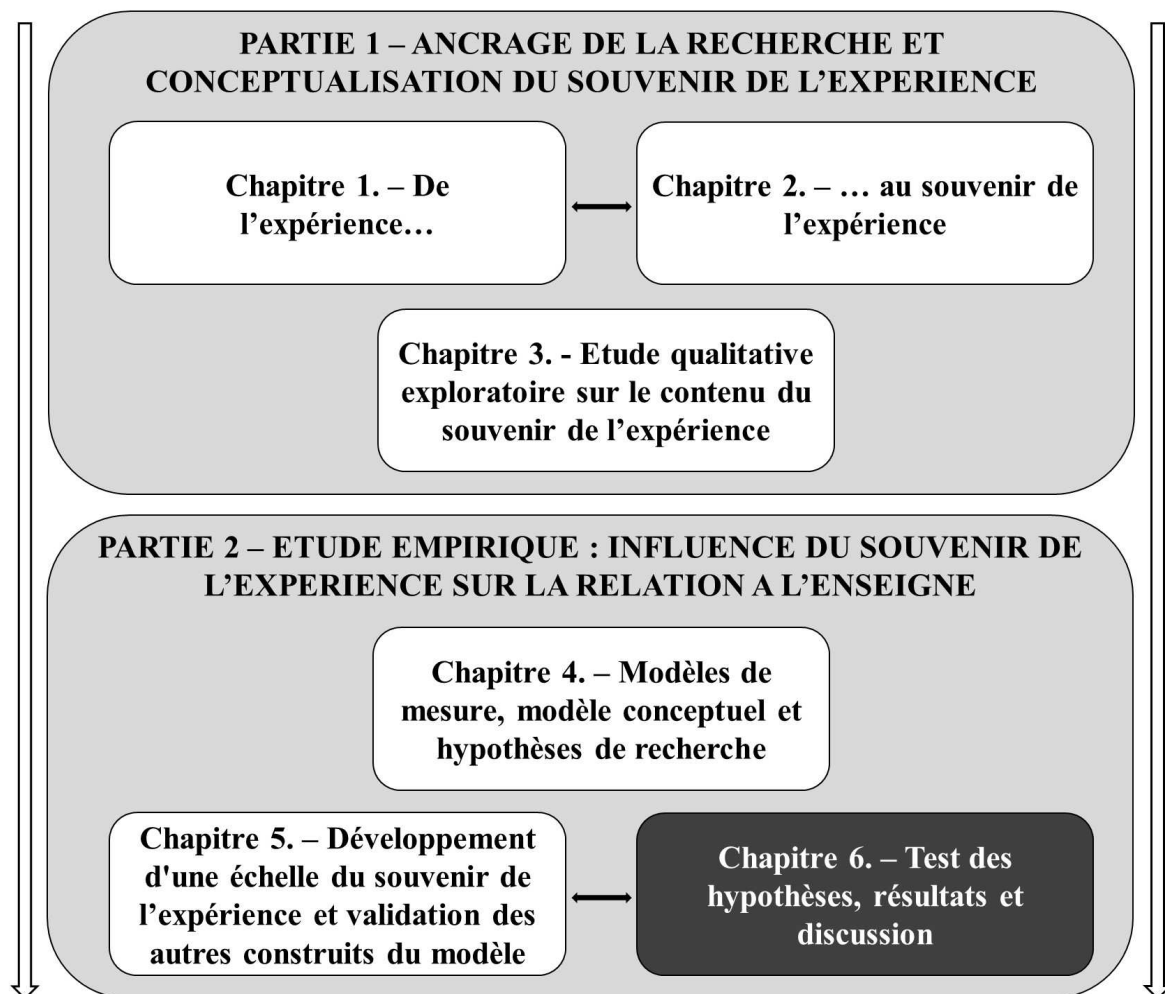 PARTIE 1 – ANCRAGE DE LA RECHERCHE ET
CONCEPTUALISATION DU SOUVENIR DE L’EXPERIENCE
Chapitre 1. – De
l’expérience…
Chapitre 2. – … au souvenir de
l’expérience
Chapitre 3. - Etude qualitative
exploratoire sur le contenu du
souvenir de l’expérience
PARTIE 2 – ETUDE EMPIRIQUE : INFLUENCE DU SOUVENIR DE
L’EXPERIENCE SUR LA RELATION A L’ENSEIGNE
Chapitre 4. – Modèles de
mesure, modèle conceptuel et
hypothèses de recherche
Chapitre 5. – Développement
d'une échelle du souvenir de
l’expérience et validation des
autres construits du modèle
Chapitre 6. – Test des
hypothèses, résultats et
discussion